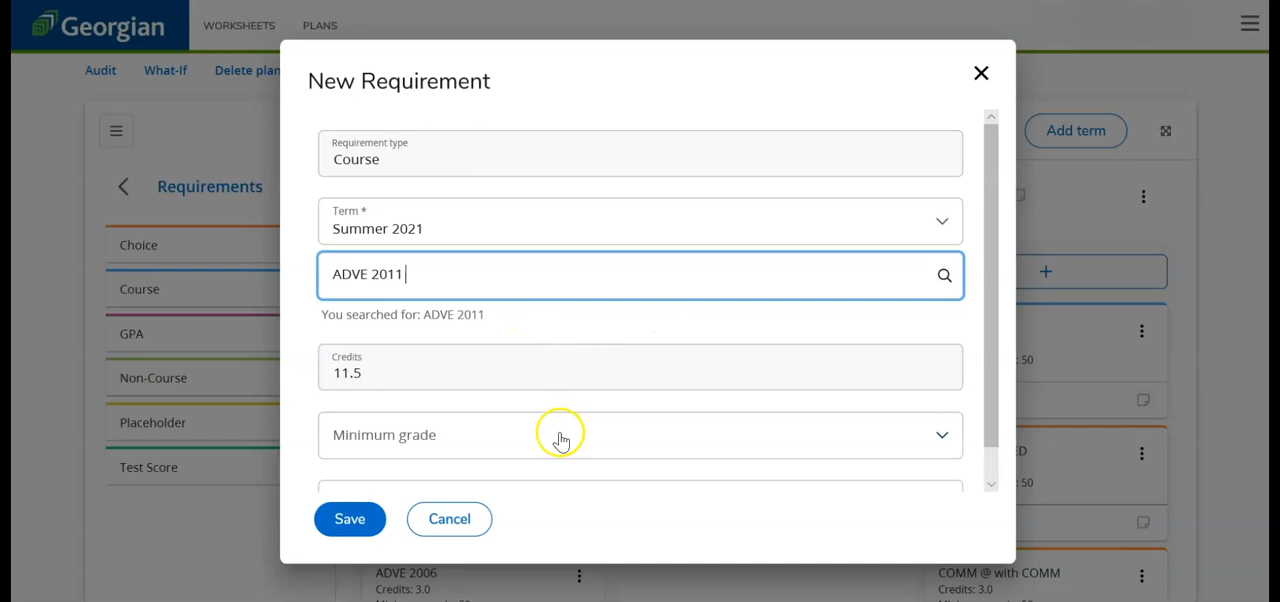 Georgian
WORKSHEETS
PLANS
Audit
What-If
Delete plan
New Requirement
Add term
Requirements
Choice
Course
GPA
Non-Course
Placeholder
Test Score
Requirement type
Course
Term *
Summer 2021
ADVE 2011
You searched for: ADVE 2011
Credits
11.5
Minimum grade
Save
Cancel
: 50
ED
: 50
ADVE 2006
Credits: 3.0
COMM @ with COMM
Credits: 3.0